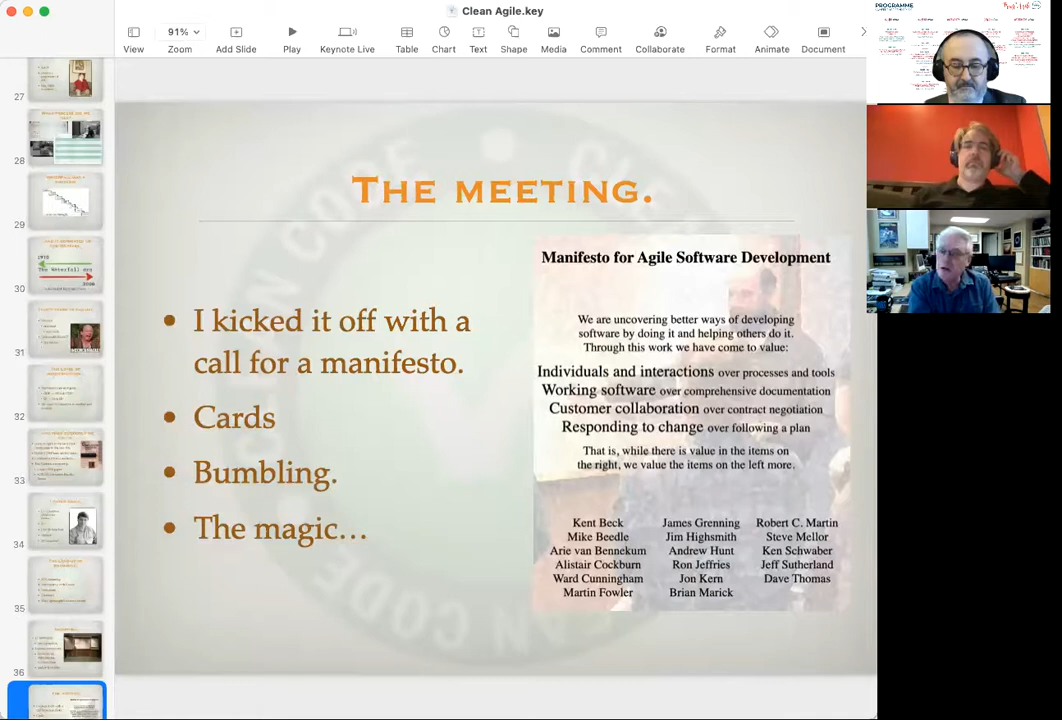 Clean Agile.key
91%
View
Zoom
Add Slide
Play
Keynote Live
Table
Chart
Text
Shape
Media
Comment
Collaborate
Format
Animate
Document
PROGRAMME
27
28
29
30
31
32
33
34
35
36
THE MEETING.
• I kicked it off with a
call for a manifesto.
• Cards
• Bumbling.
• The magic...
Manifesto for Agile Software Development
We are uncovering better ways of developing
software by doing it and helping others do it.
Through this work we have come to value:
Individuals and interactions over processes and tools
Working software over comprehensive documentation
Customer collaboration over contract negotiation
Responding to change over following a plan
That is, while there is value in the items on
the right, we value the items on the left more.
Kent Beck
Mike Beedle
Arie van Bennekum
Alistair Cockburn
Ward Cunningham
Martin Fowler
James Grenning
Jim Highsmith
Andrew Hunt
Ron Jeffries
Jon Kern
Brian Marick
Robert C. Martin
Steve Mellor
Ken Schwaber
Jeff Sutherland
Dave Thomas